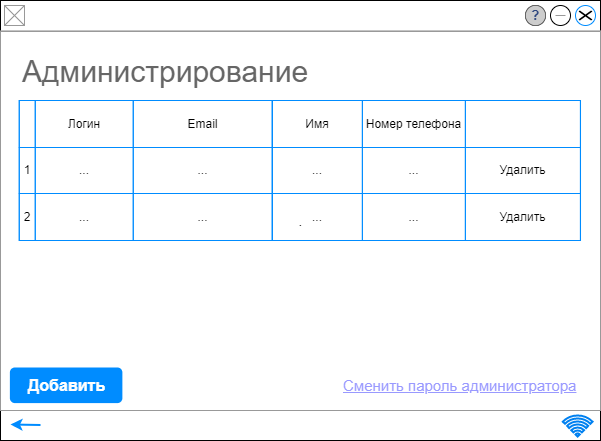 ?
Администрирование
Логин Email Имя Номер телефона
1 ... ... ... ... Удалить
2 ... ... ... ... Удалить
Добавить
Сменить пароль администратора